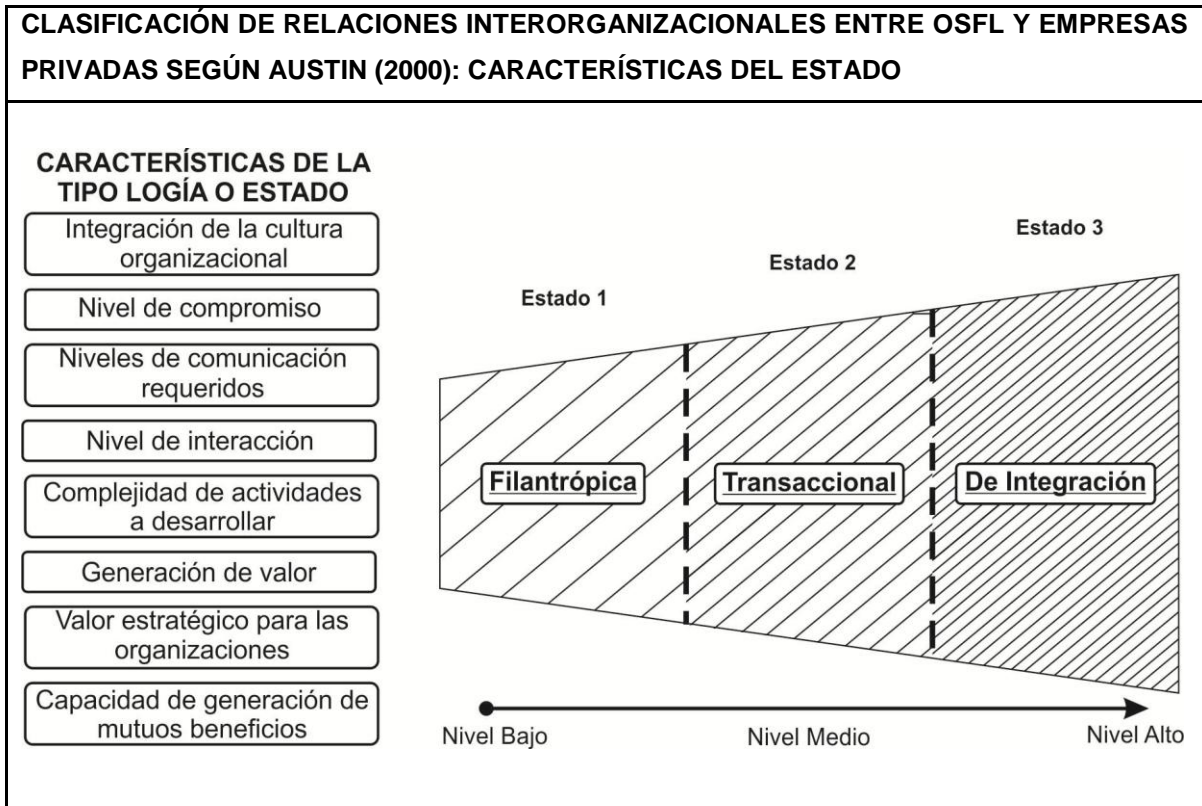 CLASIFICACIÓN DE RELACIONES INTERORGANIZACIONALES ENTRE OSFL Y EMPRESAS
PRIVADAS SEGÚN AUSTIN (2000): CARACTERÍSTICAS DEL ESTADO
CARACTERÍSTICAS DE LA
TIPO LOGÍA O ESTADO
Integración de la cultura
organizacional
Nivel de compromiso
Niveles de comunicación
requeridos
Nivel de interacción
Complejidad de actividades
a desarrollar
Generación de valor
Valor estratégico para las
organizaciones
Capacidad de generación de
mutuos beneficios
Estado 1
Estado 2
Estado 3
Filantrópica
Transaccional
De Integración
Nivel Bajo
Nivel Medio
Nivel Alto